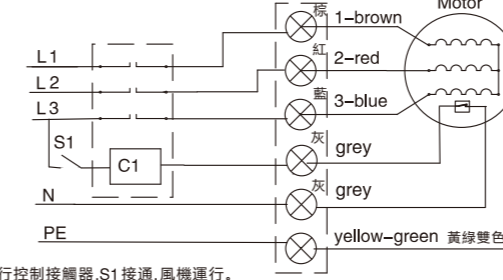 Motor
棕 1-brown
L1
紅 2-red
L2
藍 3-blue
L3
灰 grey
S1
C1
灰 grey
N
PE
yellow-green 黃綠雙色
行控制接觸器,S1接通,風機運行。